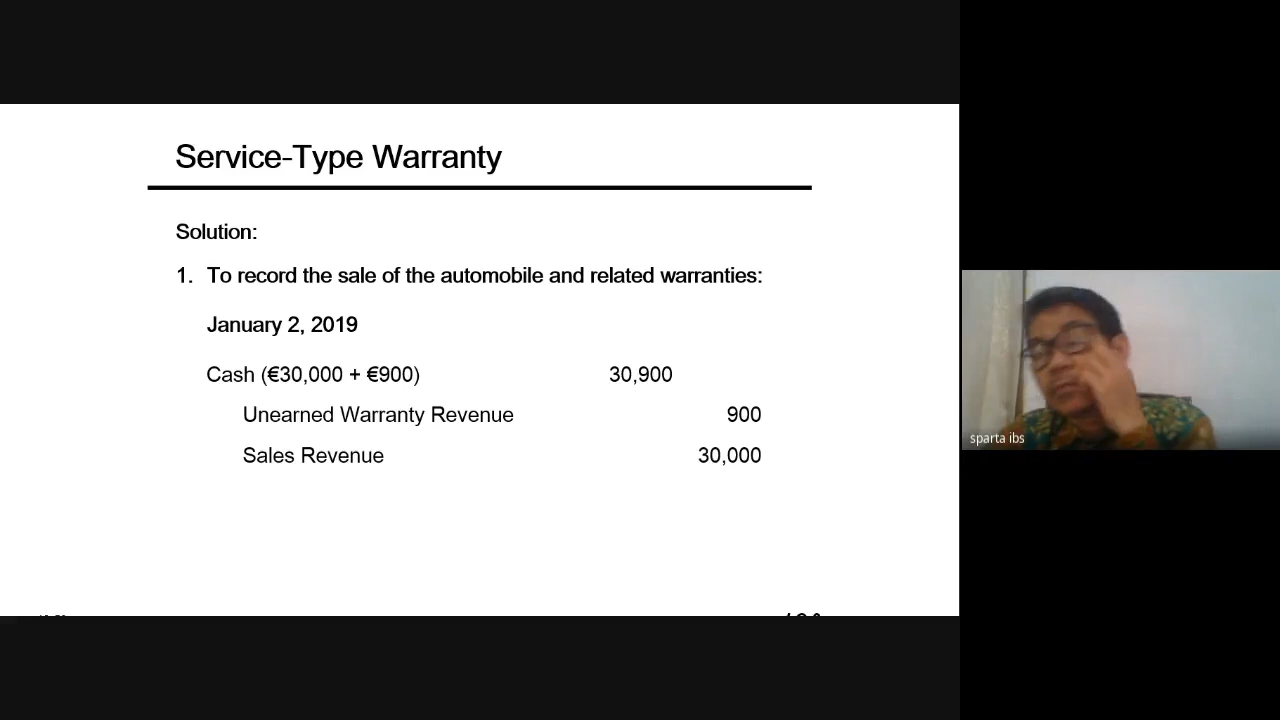 Service-Type Warranty
Solution:
1. To record the sale of the automobile and related warranties:
January 2, 2019
Cash (€30,000 + €900) 30,900
Unearned Warranty Revenue 900
Sales Revenue 30,000
sparta ibs